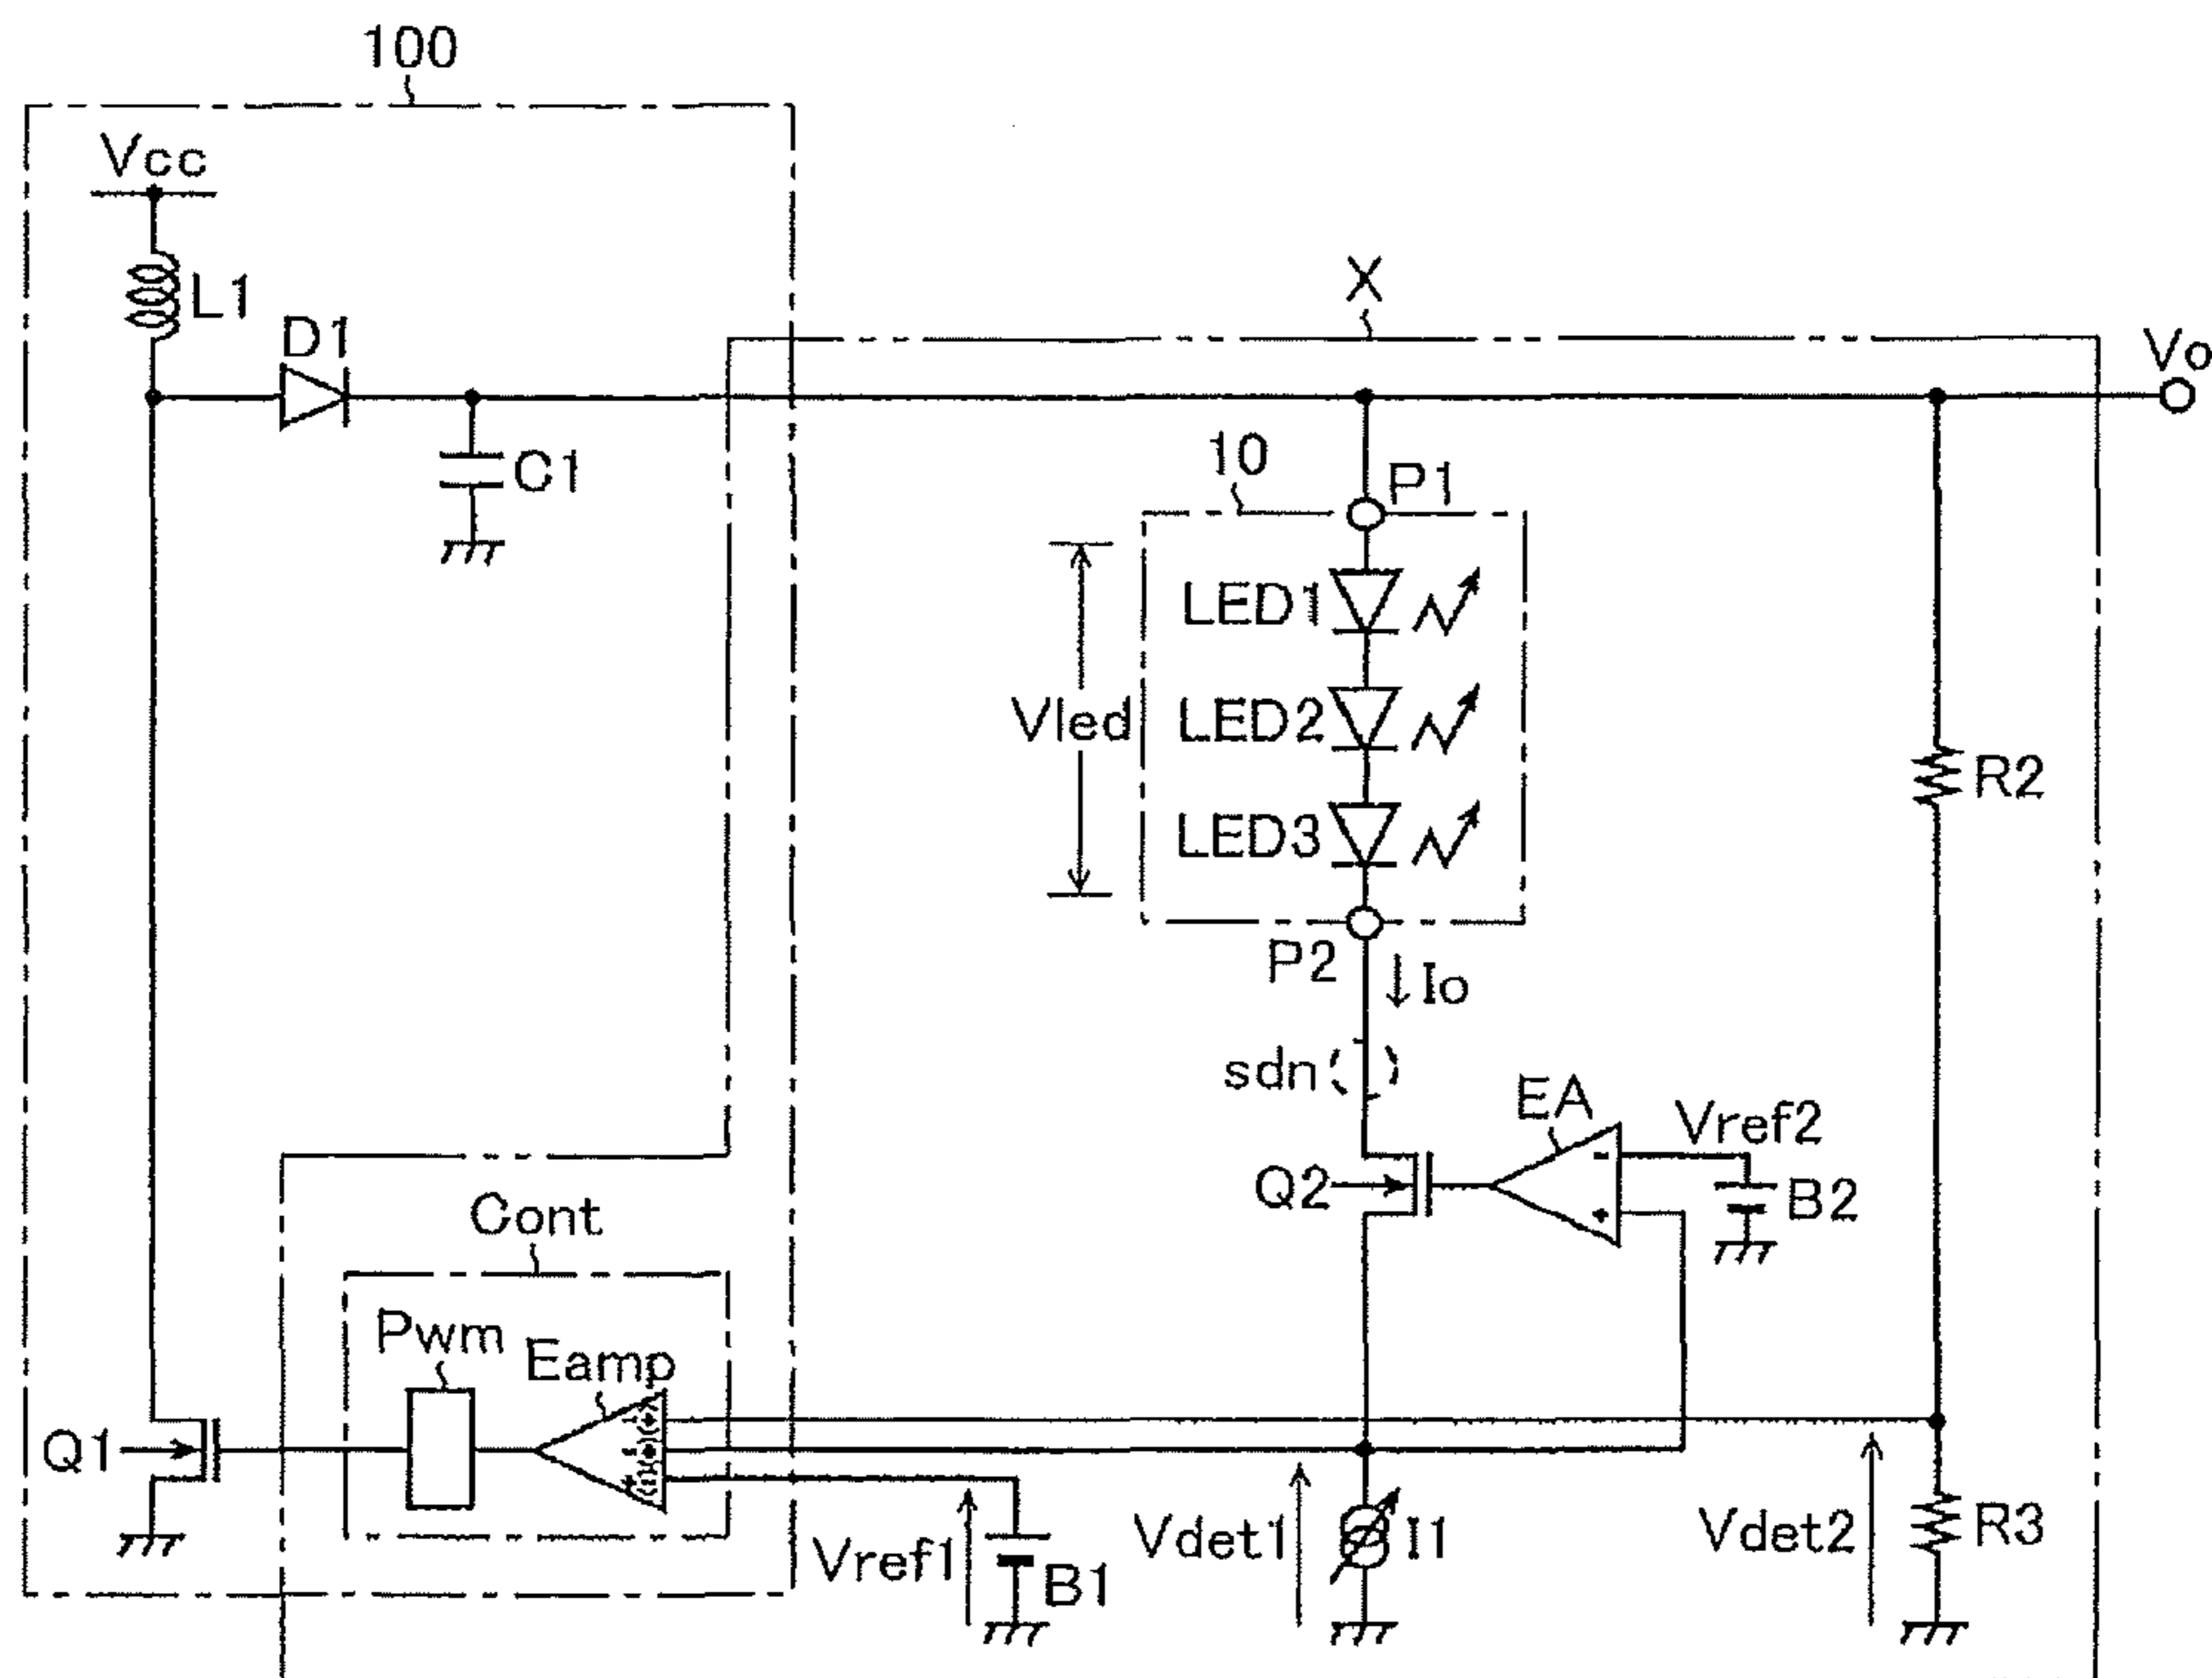 100
Vcc
L1
D1
C1
X
Vo
10
P1
LED1
Vled
LED2
LED3
R2
P2
Io
sdn
EA
Vref2
Q2
-
+
B2
Cont
Pwm
Eamp
Q1
Vref1
B1
Vdet1
I1
Vdet2
R3